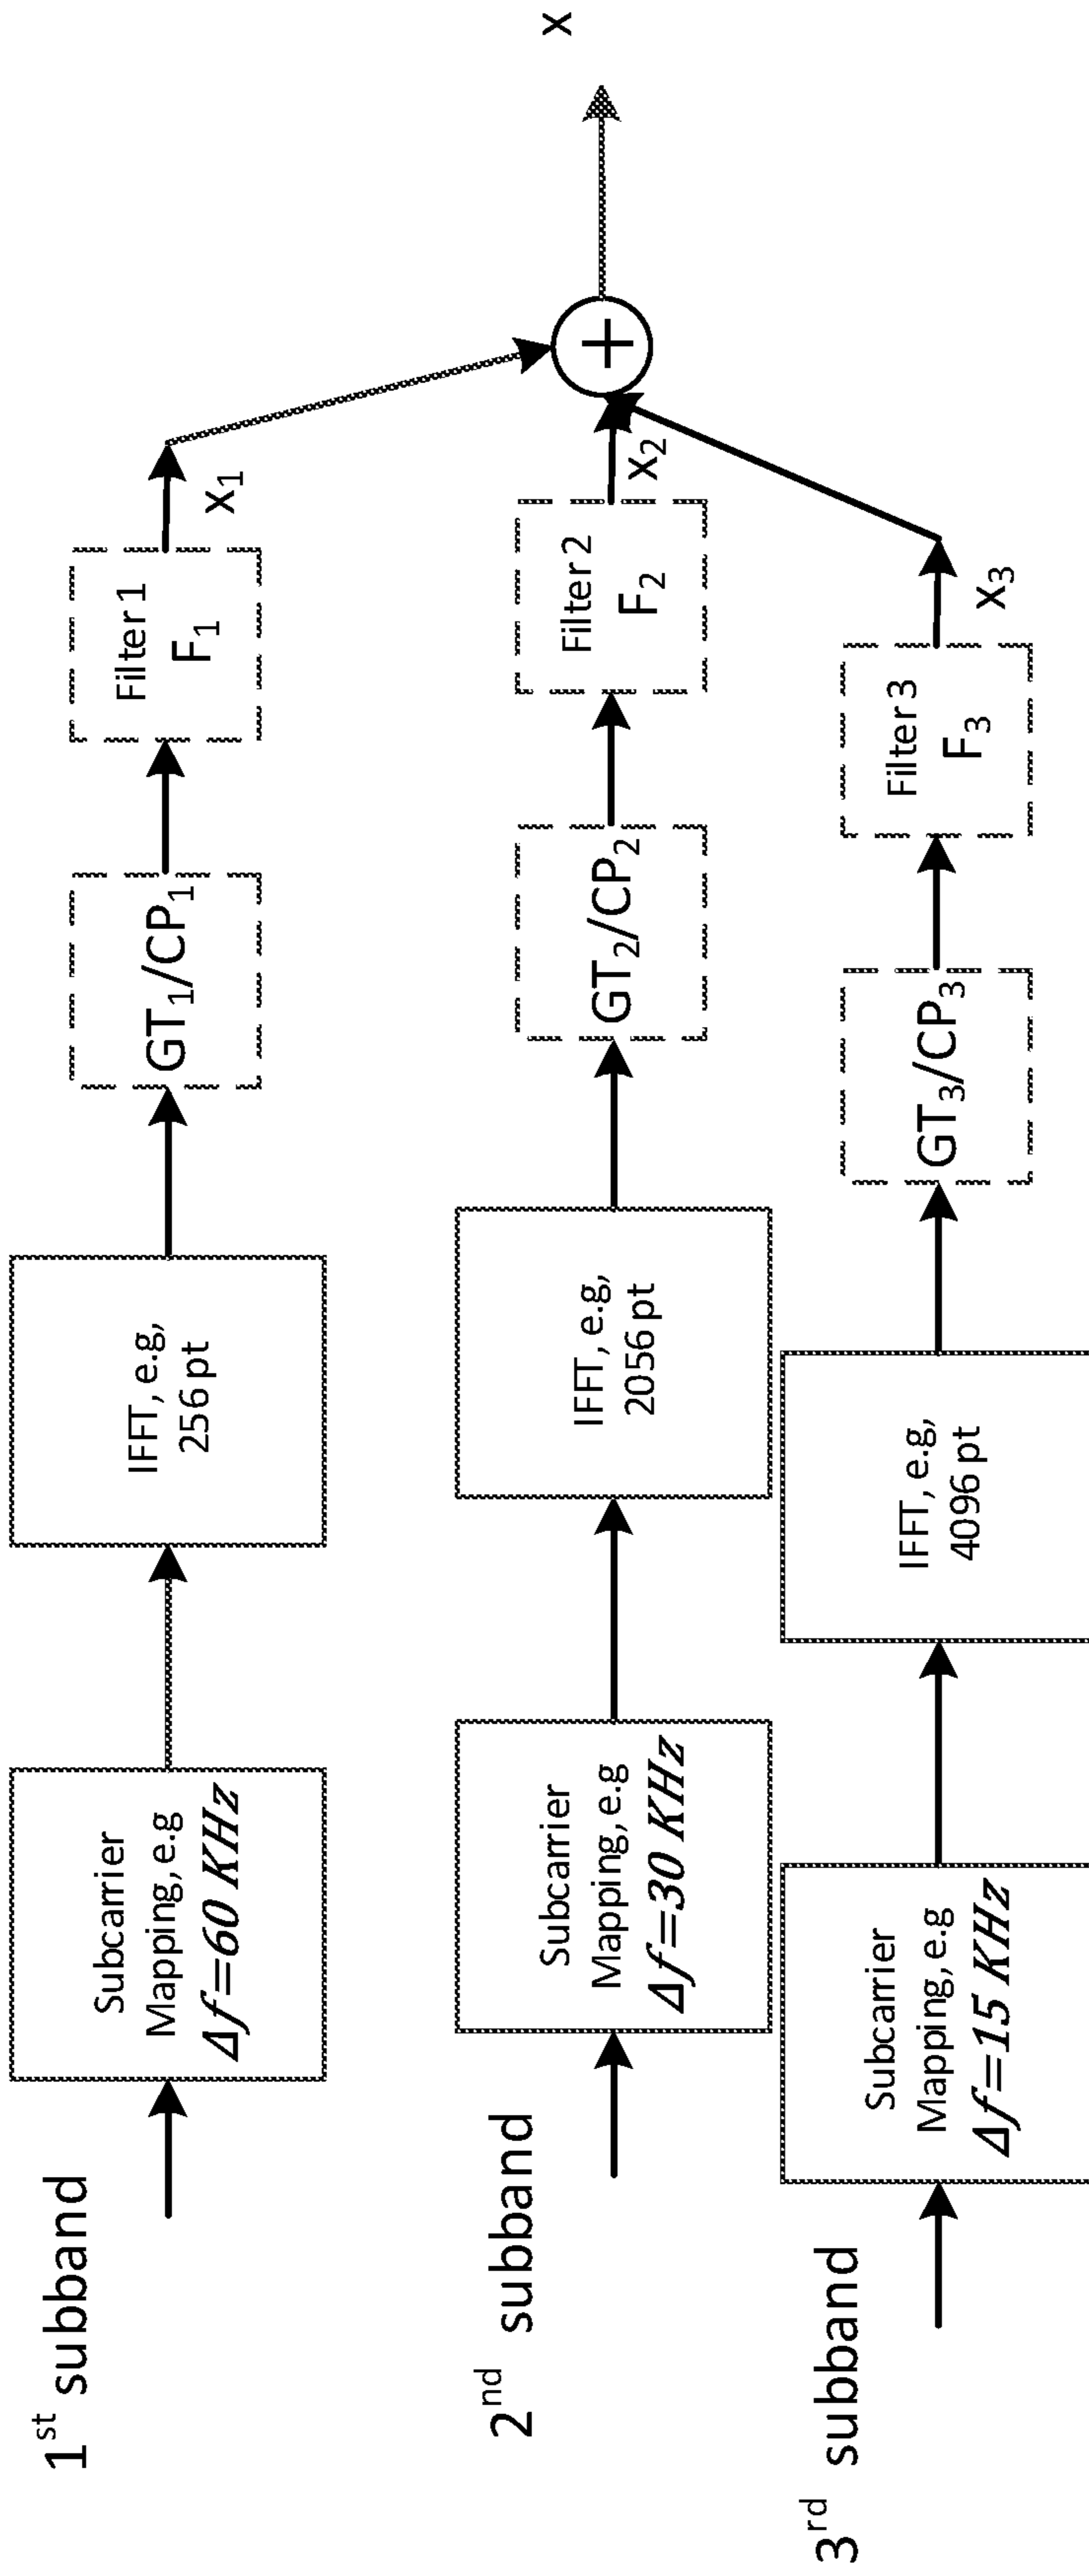 1st subband
Subcarrier
Mapping, e.g
Δf=60 KHz
IFFT, e.g,
256 pt
GT1/CP1
Filter 1
F1
x1
2nd subband
Subcarrier
Mapping, e.g
Δf=30 KHz
IFFT, e.g,
2056 pt
GT2/CP2
Filter 2
F2
x2
3rd subband
Subcarrier
Mapping, e.g
Δf=15 KHz
IFFT, e.g,
4096 pt
GT3/CP3
Filter 3
F3
x3
+
x